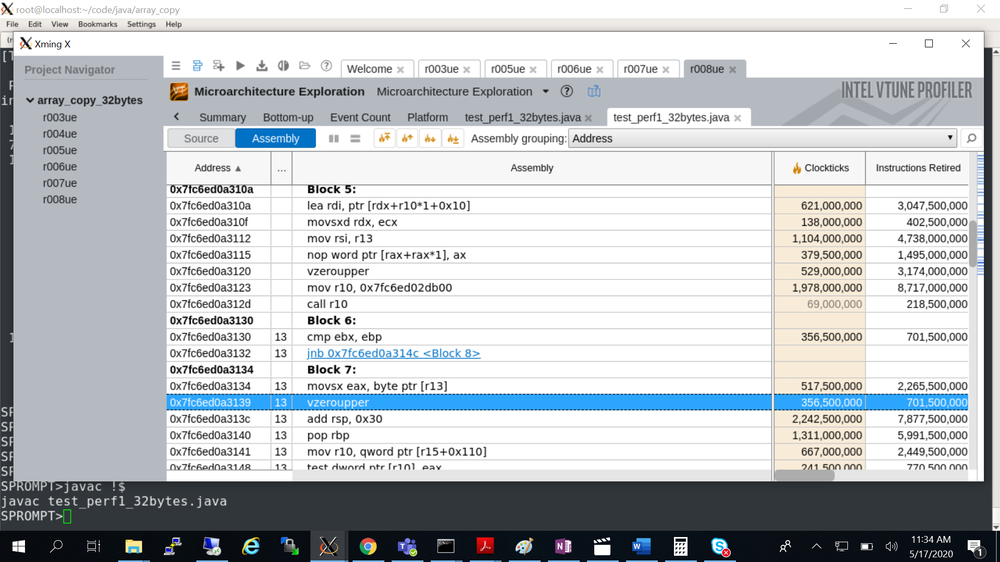 root@localhost:~/code/java/array_copy
File Edit View Bookmarks Settings Help
Xming X
Project Navigator
array_copy_32bytes
r003ue
r004ue
r005ue
r006ue
r007ue
r008ue
Welcome r003ue r005ue r006ue r007ue r008ue
Microarchitecture Exploration Microarchitecture Exploration INTEL VTUNE PROFILER
Summary Bottom-up Event Count Platform test_perf1_32bytes.java test_perf1_32bytes.java
Source Assembly Assembly grouping: Address
Address ... Assembly Clockticks Instructions Retired
0x7fc6ed0a310a Block 5:
0x7fc6ed0a310a lea rdi, ptr [rdx+r10*1+0x10] 621,000,000 3,047,500,000
0x7fc6ed0a310f movsxd rdx, ecx 138,000,000 402,500,000
0x7fc6ed0a3112 mov rsi, r13 1,104,000,000 4,738,000,000
0x7fc6ed0a3115 nop word ptr [rax+rax*1], ax 379,500,000 1,495,000,000
0x7fc6ed0a3120 vzeroupper 529,000,000 3,174,000,000
0x7fc6ed0a3123 mov r10, 0x7fc6ed02db00 1,978,000,000 8,717,000,000
0x7fc6ed0a312d call r10 69,000,000 218,500,000
0x7fc6ed0a3130 Block 6:
0x7fc6ed0a3130 13 cmp ebx, ebp 356,500,000 701,500,000
0x7fc6ed0a3132 13 jnb 0x7fc6ed0a314c <Block 8>
0x7fc6ed0a3134 Block 7:
0x7fc6ed0a3134 13 movsx eax, byte ptr [r13] 517,500,000 2,265,500,000
0x7fc6ed0a3139 13 vzeroupper 356,500,000 701,500,000
0x7fc6ed0a313c 13 add rsp, 0x30 2,242,500,000 7,877,500,000
0x7fc6ed0a3140 13 pop rbp 1,311,000,000 5,991,500,000
0x7fc6ed0a3141 13 mov r10, qword ptr [r15+0x110] 667,000,000 2,449,500,000
0x7fc6ed0a3148 13 test dword ptr [r10], eax 241,500,000 770,500,000
SPROMPT>javac !$
javac test_perf1_32bytes.java
SPROMPT>
11:34 AM
5/17/2020
1